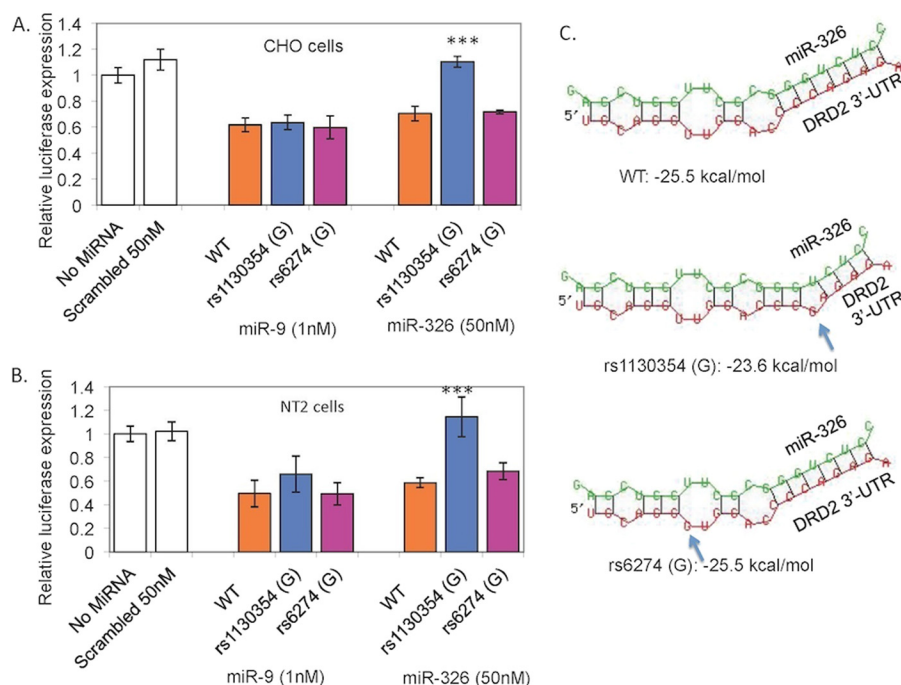 A.
Relative luciferase expression
1.4
1.2
1
0.8
0.6
0.4
0.2
0
CHO cells
***
No MiRNA
Scrambled 50nM
WT
rs1130354 (G)
rs6274 (G)
WT
rs1130354 (G)
rs6274 (G)
miR-9 (1nM)
miR-326 (50nM)
B.
Relative luciferase expression
1.4
1.2
1
0.8
0.6
0.4
0.2
0
NT2 cells
***
No MiRNA
Scrambled 50nM
WT
rs1130354 (G)
rs6274 (G)
WT
rs1130354 (G)
rs6274 (G)
miR-9 (1nM)
miR-326 (50nM)
C.
miR-326
DRD2 3'-UTR
5'
WT: -25.5 kcal/mol
miR-326
DRD2
3'-UTR
5'
rs1130354 (G): -23.6 kcal/mol
miR-326
DRD2 3'-UTR
5'
rs6274 (G): -25.5 kcal/mol